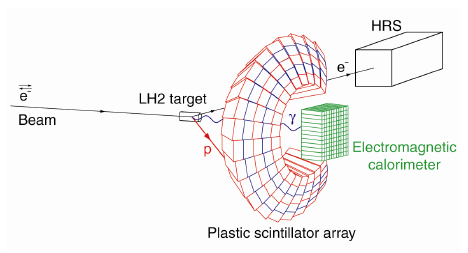 HRS
e⁻
e
LH2 target
Beam
γ
p
Electromagnetic
calorimeter
Plastic scintillator array